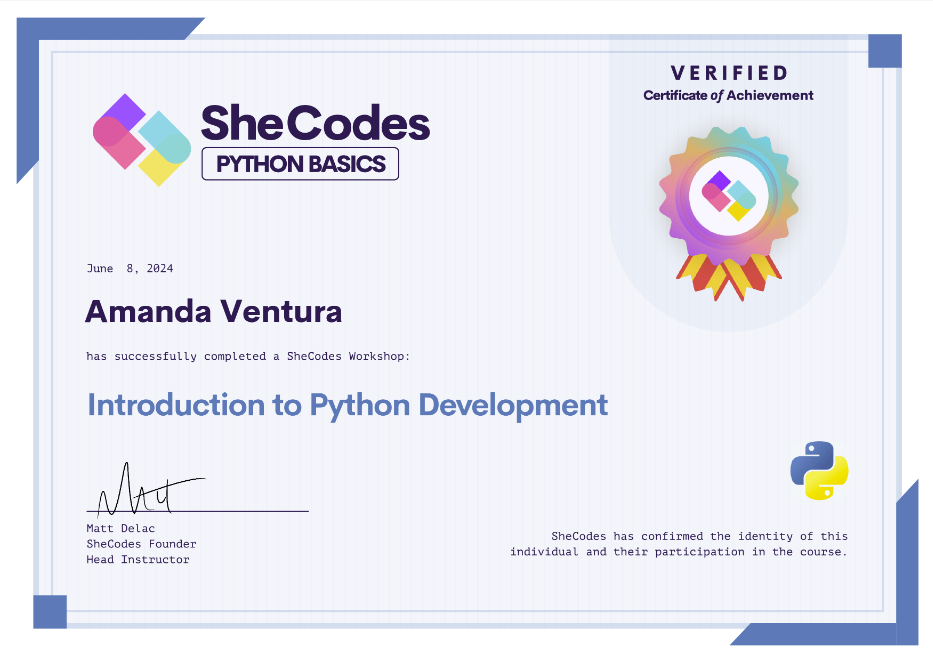 SheCodes
PYTHON BASICS
VERIFIED
Certificate of Achievement
June  8, 2024
Amanda Ventura
has successfully completed a SheCodes Workshop:
Introduction to Python Development
Matt
Matt Delac
SheCodes Founder
Head Instructor
SheCodes has confirmed the identity of this
individual and their participation in the course.